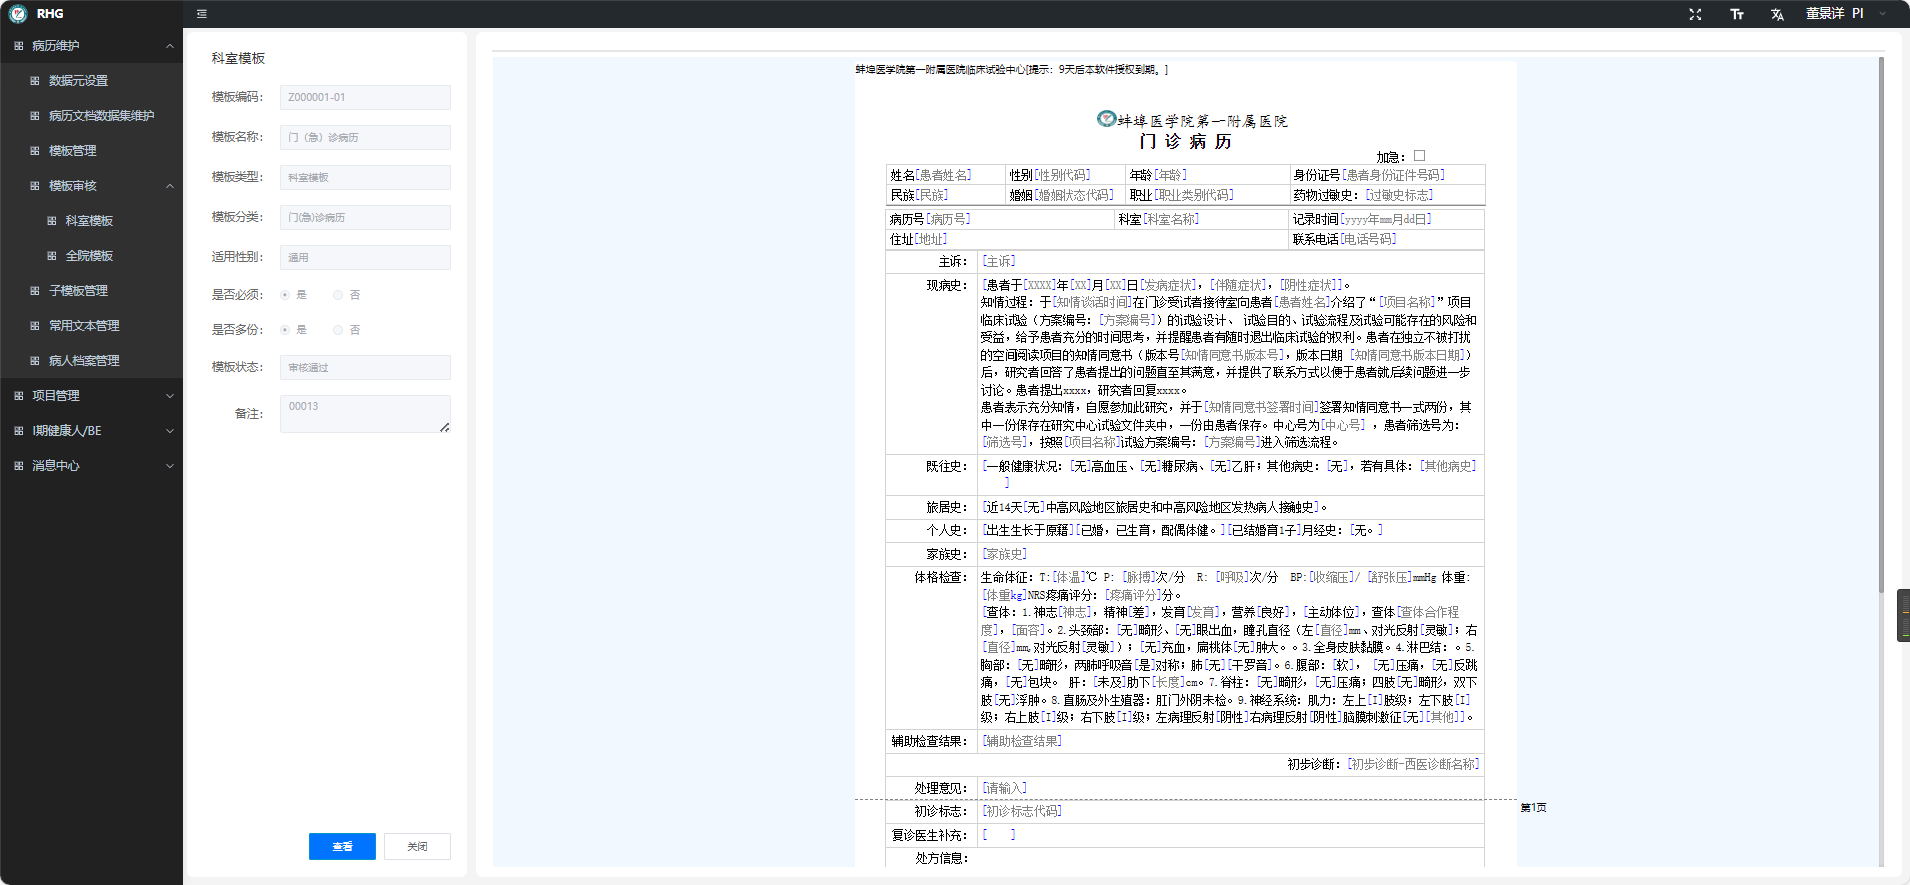 RHG
董景洋 PI
病历维护
数据元设置
病历文档数据集维护
模板管理
模板审核
科室模板
全院模板
子模板管理
常用文本管理
病人档案管理
项目管理
I期健康人/BE
消息中心
科室模板
模板编码： Z000001-01
模板名称： 门（急）诊病历
模板类型： 科室模板
模板分类： 门(急)诊病历
适用性别： 通用
是否必须： 是 否
是否多份： 是 否
模板状态： 审核通过
备注： 00013
查看 关闭
蚌埠医学院第一附属医院临床试验中心[提示：9天后本软件授权到期。]
蚌埠医学院第一附属医院
门 诊 病 历
加急：
姓名[患者姓名] 性别[性别代码] 年龄[年龄] 身份证号[患者身份证件号码]
民族[民族] 婚姻[婚姻状态代码] 职业[职业类别代码] 药物过敏史：[过敏史标志]
病历号[病历号] 科室[科室名称] 记录时间[yyyy年mm月dd日]
住址[地址] 联系电话[电话号码]
主诉： [主诉]
现病史： [患者于[XXXX]年[XX]月[XX]日[发病症状]，[伴随症状]，[阴性症状]]。
知情过程：于[知情谈话时间]在门诊受试者接待室向患者[患者姓名]介绍了“[项目名称]”项目
临床试验（方案编号：[方案编号]）的试验设计、 试验目的、试验流程及试验可能存在的风险和
受益，给予患者充分的时间思考，并提醒患者有随时退出临床试验的权利。患者在独立不被打扰
的空间阅读项目的知情同意书（版本号[知情同意书版本号]，版本日期 [知情同意书版本日期]）
后，研究者回答了患者提出的问题直至其满意，并提供了联系方式以便于患者就后续问题进一步
讨论。患者提出xxxx，研究者回复xxxx。
患者表示充分知情，自愿参加此研究，并于[知情同意书签署时间]签署知情同意书一式两份，其
中一份保存在研究中心试验文件夹中，一份由患者保存。中心号为[中心号] ，患者筛选号为：
[筛选号]，按照[项目名称]试验方案编号：[方案编号]进入筛选流程。
既往史： [一般健康状况：[无]高血压、[无]糖尿病、[无]乙肝；其他病史：[无]，若有具体：[其他病史]
]
旅居史： [近14天[无]中高风险地区旅居史和中高风险地区发热病人接触史]。
个人史： [出生生长于原籍][已婚，已生育，配偶体健。][已结婚育1子]月经史：[无。]
家族史： [家族史]
体格检查： 生命体征：T:[体温]℃ P: [脉搏]次/分 R: [呼吸]次/分 BP:[收缩压]/ [舒张压]mmHg 体重:
[体重kg]NRS疼痛评分：[疼痛评分]分。
[查体：1.神志[神志]，精神[差]，发育[发育]，营养[良好]，[主动体位]，查体[查体合作程
度]，[面容]。2.头颈部：[无]畸形、[无]眼出血，瞳孔直径（左[直径]mm、对光反射[灵敏]；右
[直径]mm,对光反射[灵敏]）；[无]充血，扁桃体[无]肿大。。3.全身皮肤黏膜。4.淋巴结：。5.
胸部：[无]畸形，两肺呼吸音[是]对称；肺[无][干罗音]。6.腹部：[软]， [无]压痛，[无]反跳
痛，[无]包块。 肝：[未及]肋下[长度]cm。7.脊柱：[无]畸形，[无]压痛；四肢[无]畸形，双下
肢[无]浮肿。8.直肠及外生殖器：肛门外阴未检。9.神经系统：肌力：左上[I]肢级；左下肢[I]
级；右上肢[I]级；右下肢[I]级；左病理反射[阴性]右病理反射[阴性]脑膜刺激征[无][其他]]。
辅助检查结果： [辅助检查结果]
初步诊断：[初步诊断-西医诊断名称]
处理意见： [请输入]
第1页
初诊标志： [初诊标志代码]
复诊医生补充： [ ]
处方信息：